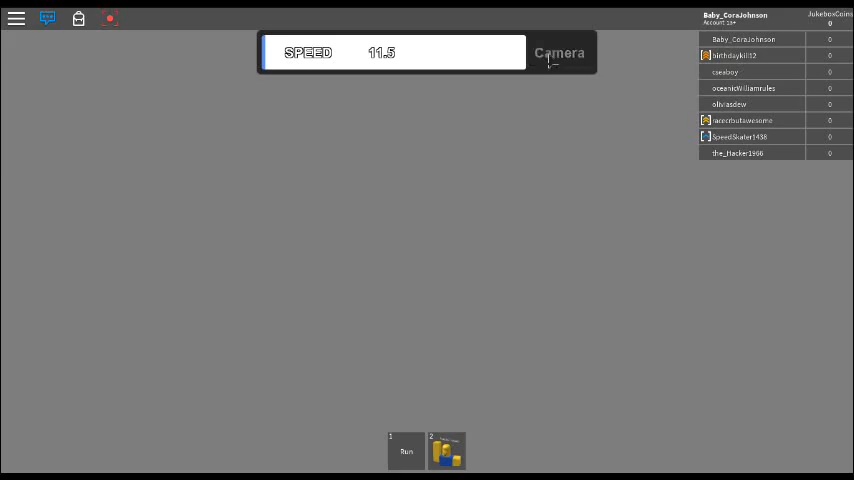 Baby_CoraJohnson
Account: 13+
JukeboxCoins
0
SPEED 11.5
Camera
Baby_CoraJohnson 0
birthdaykill12 0
cseaboy 0
oceanicWilliamrules 0
oliviasdew 0
racecrbutawesome 0
SpeedSkater1438 0
the_Hacker1966 0
1
Run
2